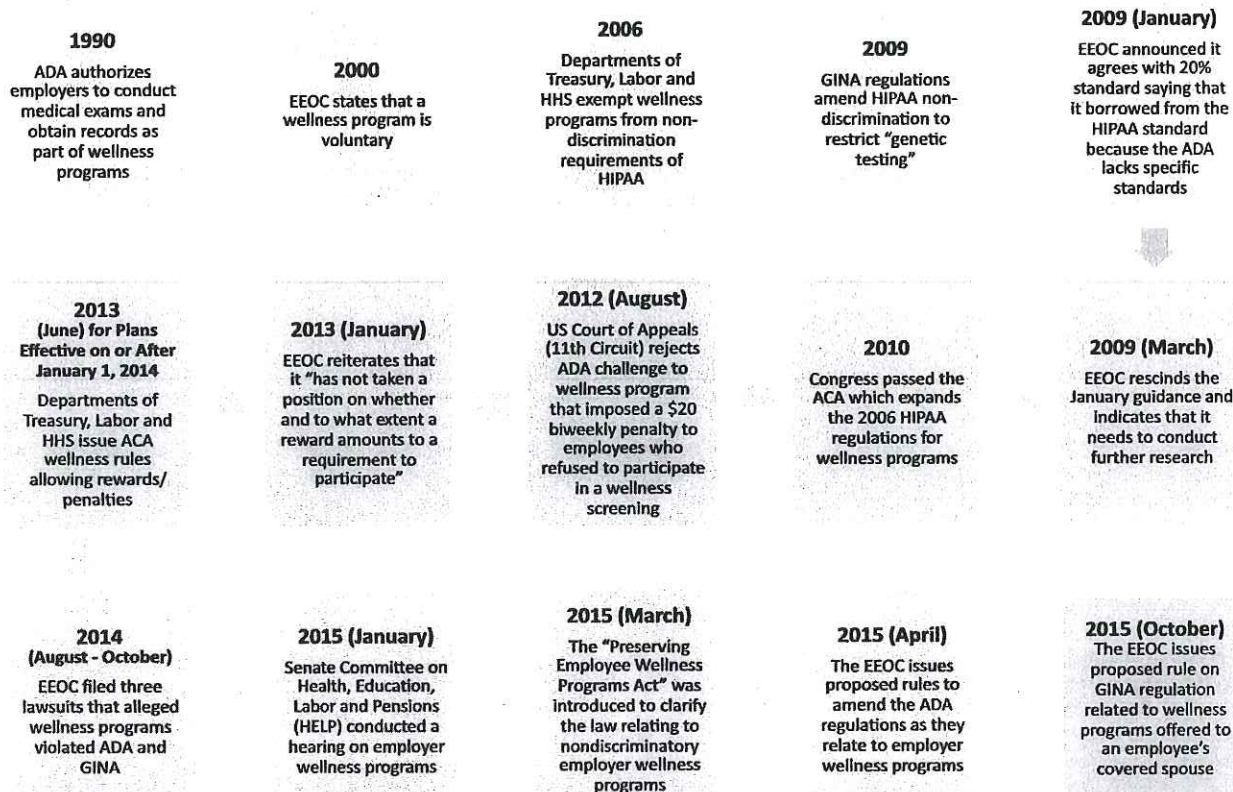 1990
ADA authorizes
employers to conduct
medical exams and
obtain records as
part of wellness
programs
2000
EEOC states that a
wellness program is
voluntary
2006
Departments of
Treasury, Labor and
HHS exempt wellness
programs from non-
discrimination
requirements of
HIPAA
2009
GINA regulations
amend HIPAA non-
discrimination to
restrict "genetic
testing"
2009 (January)
EEOC announced it
agrees with 20%
standard saying that
it borrowed from the
HIPAA standard
because the ADA
lacks specific
standards
2009 (March)
EEOC rescinds the
January guidance and
indicates that it
needs to conduct
further research
2010
Congress passed the
ACA which expands
the 2006 HIPAA
regulations for
wellness programs
2012 (August)
US Court of Appeals
(11th Circuit) rejects
ADA challenge to
wellness program
that imposed a $20
biweekly penalty to
employees who
refused to participate
in a wellness
screening
2013 (January)
EEOC reiterates that
it "has not taken a
position on whether
and to what extent a
reward amounts to a
requirement to
participate"
2013
(June) for Plans
Effective on or After
January 1, 2014
Departments of
Treasury, Labor and
HHS issue ACA
wellness rules
allowing rewards/
penalties
2014
(August - October)
EEOC filed three
lawsuits that alleged
wellness programs
violated ADA and
GINA
2015 (January)
Senate Committee on
Health, Education,
Labor and Pensions
(HELP) conducted a
hearing on employer
wellness programs
2015 (March)
The "Preserving
Employee Wellness
Programs Act" was
introduced to clarify
the law relating to
nondiscriminatory
employer wellness
programs
2015 (April)
The EEOC issues
proposed rules to
amend the ADA
regulations as they
relate to employer
wellness programs
2015 (October)
The EEOC issues
proposed rule on
GINA regulation
related to wellness
programs offered to
an employee's
covered spouse